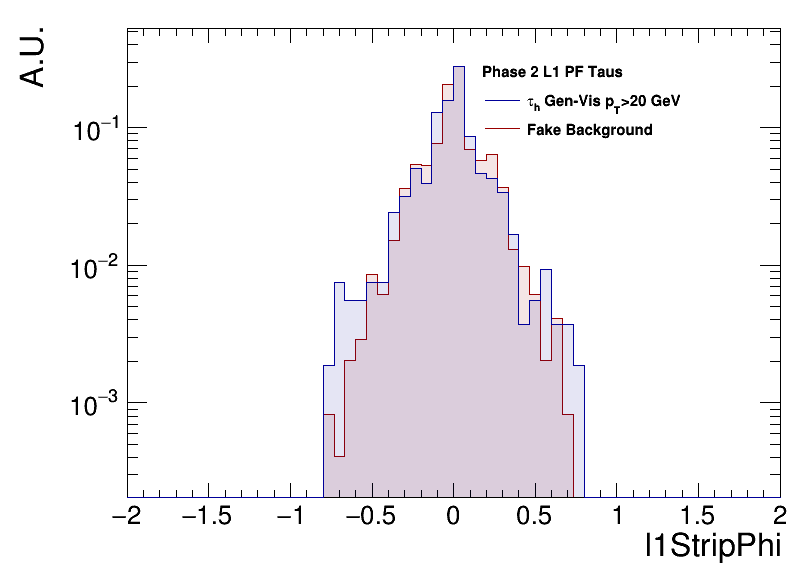 A.U.
Phase 2 L1 PF Taus
τh Gen-Vis pT>20 GeV
Fake Background
10−1
10−2
10−3
−2 −1.5 −1 −0.5 0 0.5 1 1.5 2
l1StripPhi